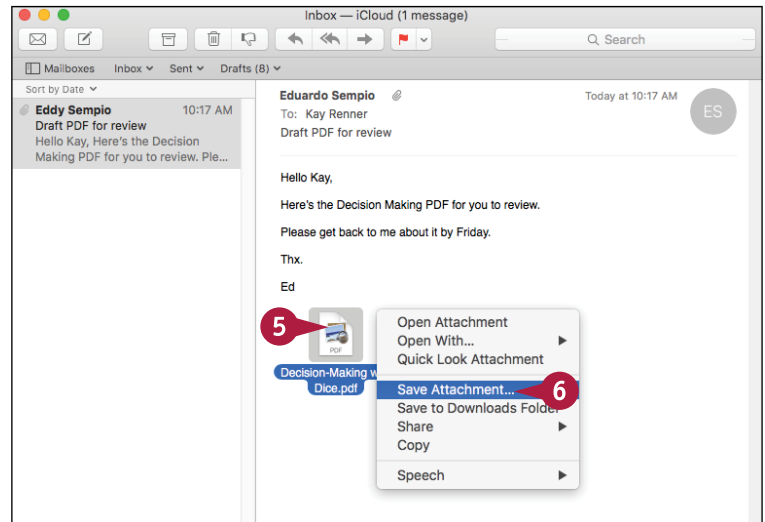 Inbox — iCloud (1 message)
Search
Mailboxes Inbox Sent Drafts (8)
Sort by Date
Eddy Sempio 10:17 AM
Draft PDF for review
Hello Kay, Here's the Decision
Making PDF for you to review. Ple...
Eduardo Sempio Today at 10:17 AM
ES
To: Kay Renner
Draft PDF for review
Hello Kay,
Here's the Decision Making PDF for you to review.
Please get back to me about it by Friday.
Thx.
Ed
5
PDF
Decision-Making w
Dice.pdf
Open Attachment
Open With...
Quick Look Attachment
Save Attachment... 6
Save to Downloads Folder
Share
Copy
Speech